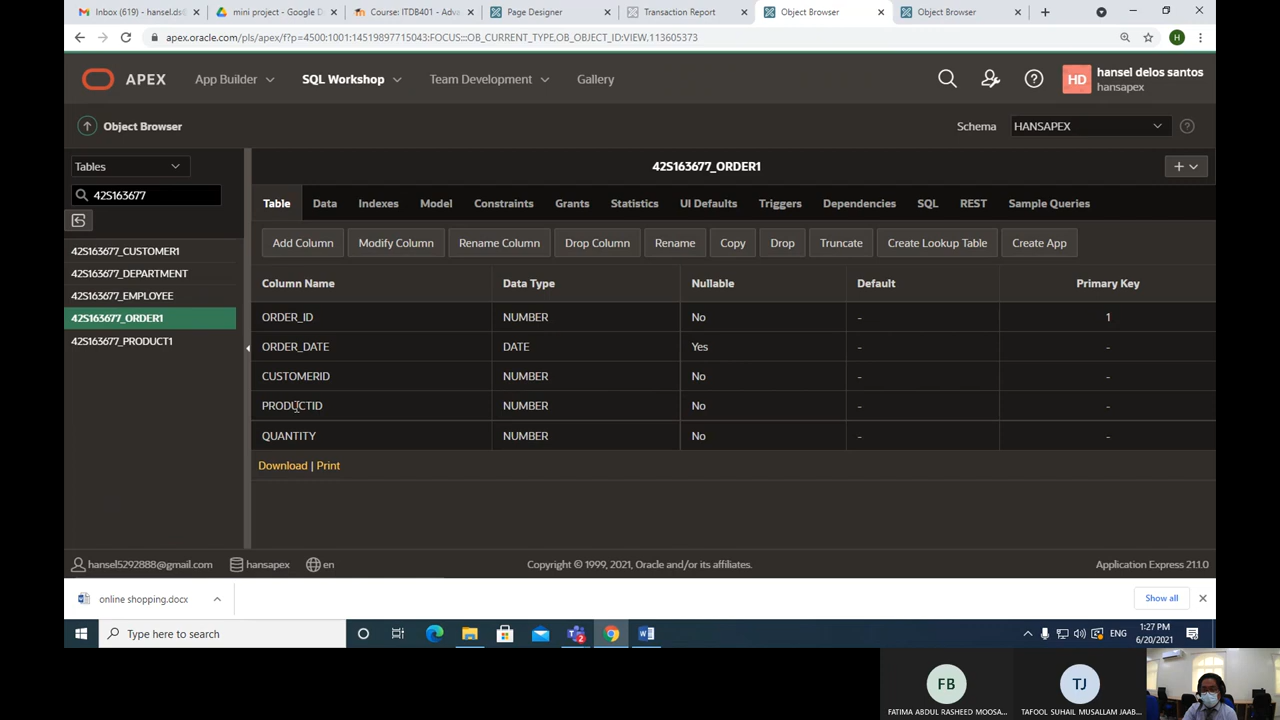 Inbox (619) - hansel.ds@
mini project - Google D
Course: ITDB401 - Adva
Page Designer
Transaction Report
Object Browser
Object Browser
apex.oracle.com/pls/apex/f?p=4500:1001:14519897715043:FOCUS:::OB_CURRENT_TYPE,OB_OBJECT_ID:VIEW,113605373
H
APEX
App Builder
SQL Workshop
Team Development
Gallery
HD
hansel delos santos
hansapex
Object Browser
Schema
HANSAPEX
Tables
42S163677_ORDER1
42S163677
Table
Data
Indexes
Model
Constraints
Grants
Statistics
UI Defaults
Triggers
Dependencies
SQL
REST
Sample Queries
Add Column
Modify Column
Rename Column
Drop Column
Rename
Copy
Drop
Truncate
Create Lookup Table
Create App
42S163677_CUSTOMER1
42S163677_DEPARTMENT
42S163677_EMPLOYEE
42S163677_ORDER1
42S163677_PRODUCT1
Column Name Data Type Nullable Default Primary Key
ORDER_ID NUMBER No - 1
ORDER_DATE DATE Yes - -
CUSTOMERID NUMBER No - -
PRODUCTID NUMBER No - -
QUANTITY NUMBER No - -
Download | Print
hansel5292888@gmail.com
hansapex
en
Copyright © 1999, 2021, Oracle and/or its affiliates.
Application Express 21.1.0
online shopping.docx
Show all
Type here to search
ENG
1:27 PM
6/20/2021
FB
FATIMA ABDUL RASHEED MOOSA...
TJ
TAFOOL SUHAIL MUSALLAM JAAB...